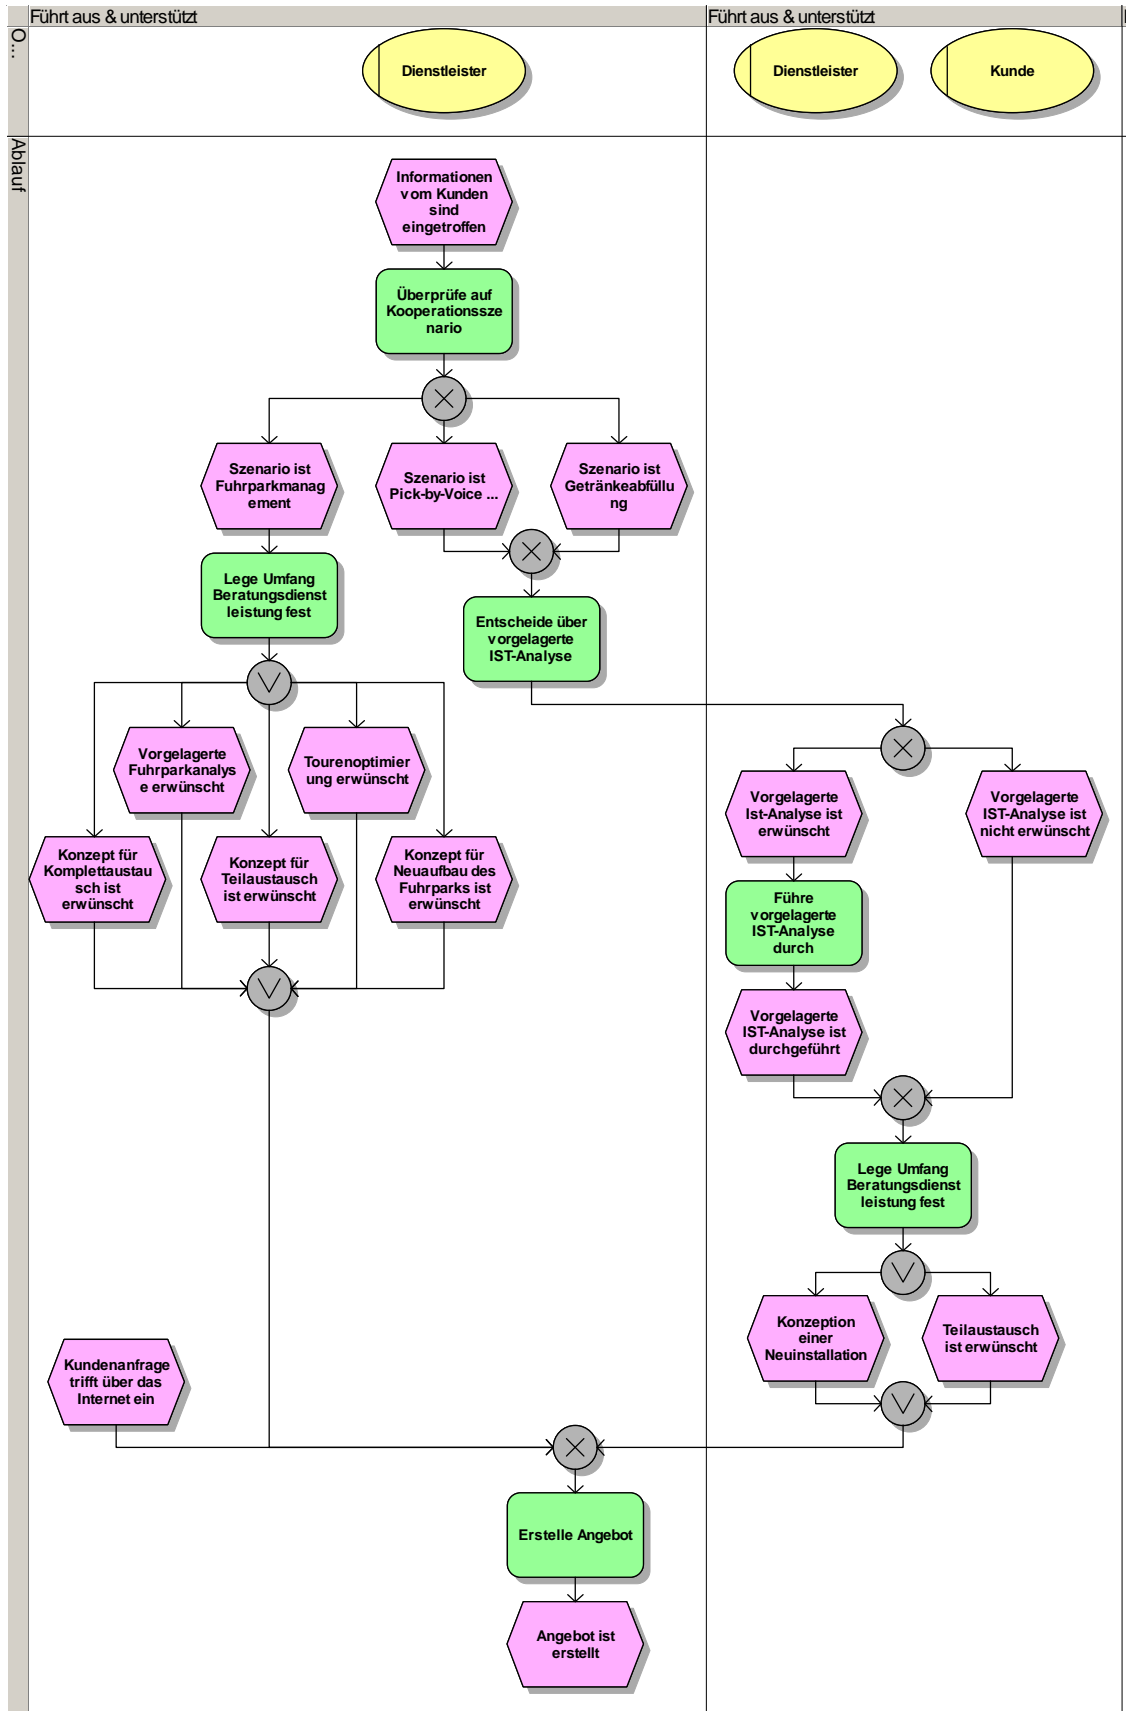 Führt aus & unterstützt
Führt aus & unterstützt
O...
Dienstleister
Dienstleister
Kunde
Ablauf
Informationen
vom Kunden
sind
eingetroffen
Überprüfe auf
Kooperationssze
nario
Szenario ist
Fuhrparkmanag
ement
Szenario ist
Pick-by-Voice ...
Szenario ist
Getränkeabfüllu
ng
Lege Umfang
Beratungsdienst
leistung fest
Entscheide über
vorgelagerte
IST-Analyse
Vorgelagerte
Fuhrparkanalys
e erwünscht
Tourenoptimier
ung erwünscht
Konzept für
Komplettaustau
sch ist
erwünscht
Konzept für
Teilaustausch
ist erwünscht
Konzept für
Neuaufbau des
Fuhrparks ist
erwünscht
Vorgelagerte
Ist-Analyse ist
erwünscht
Vorgelagerte
IST-Analyse ist
nicht erwünscht
Führe
vorgelagerte
IST-Analyse
durch
Vorgelagerte
IST-Analyse ist
durchgeführt
Lege Umfang
Beratungsdienst
leistung fest
Konzeption
einer
Neuinstallation
Teilaustausch
ist erwünscht
Kundenanfrage
trifft über das
Internet ein
Erstelle Angebot
Angebot ist
erstellt